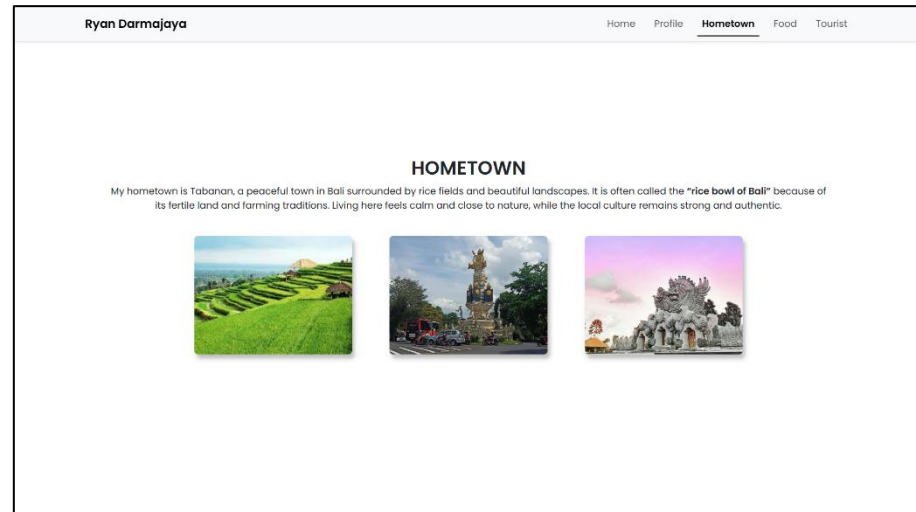 Ryan Darmajaya
Home Profile Hometown Food Tourist
HOMETOWN
My hometown is Tabanan, a peaceful town in Bali surrounded by rice fields and beautiful landscapes. It is often called the “rice bowl of Bali” because of
its fertile land and farming traditions. Living here feels calm and close to nature, while the local culture remains strong and authentic.